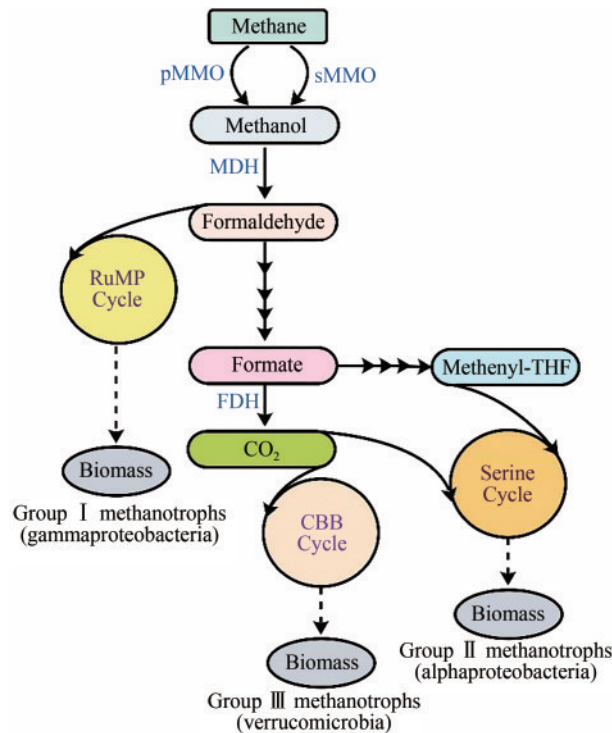 Methane
pMMO
sMMO
Methanol
MDH
Formaldehyde
RuMP
Cycle
Formate
Methenyl-THF
FDH
CO₂
Biomass
Group Ⅰ methanotrophs
(gammaproteobacteria)
CBB
Cycle
Serine
Cycle
Biomass
Group Ⅱ methanotrophs
(alphaproteobacteria)
Biomass
Group Ⅲ methanotrophs
(verrucomicrobia)